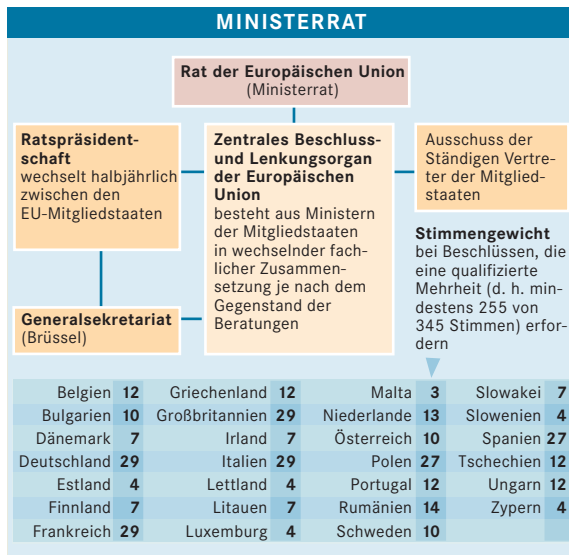 MINISTERRAT
Rat der Europäischen Union
(Ministerrat)
Ratspräsident-
schaft
wechselt halbjährlich
zwischen den
EU-Mitgliedstaaten
Zentrales Beschluss-
und Lenkungsorgan
der Europäischen
Union
besteht aus Ministern
der Mitgliedstaaten
in wechselnder fach-
licher Zusammen-
setzung je nach dem
Gegenstand der
Beratungen
Ausschuss der
Ständigen Vertre-
ter der Mitglied-
staaten
Generalsekretariat
(Brüssel)
Stimmengewicht
bei Beschlüssen, die
eine qualifizierte
Mehrheit (d. h. min-
destens 255 von
345 Stimmen) erfor-
dern
Belgien 12 Griechenland 12 Malta 3 Slowakei 7
Bulgarien 10 Großbritannien 29 Niederlande 13 Slowenien 4
Dänemark 7 Irland 7 Österreich 10 Spanien 27
Deutschland 29 Italien 29 Polen 27 Tschechien 12
Estland 4 Lettland 4 Portugal 12 Ungarn 12
Finnland 7 Litauen 7 Rumänien 14 Zypern 4
Frankreich 29 Luxemburg 4 Schweden 10